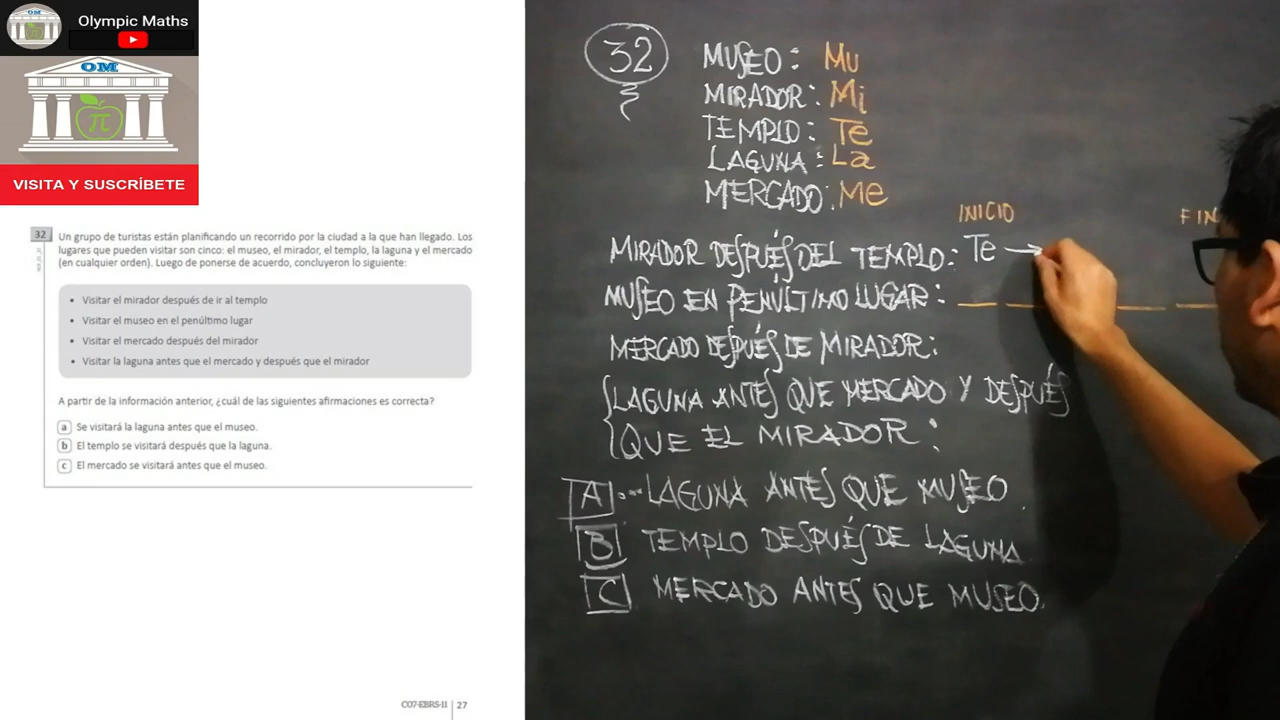 Olympic Maths
OM
π
VISITA Y SUSCRÍBETE
32
Un grupo de turistas están planificando un recorrido por la ciudad a la que han llegado. Los
lugares que pueden visitar son cinco: el museo, el mirador, el templo, la laguna y el mercado
(en cualquier orden). Luego de ponerse de acuerdo, concluyeron lo siguiente:
• Visitar el mirador después de ir al templo
• Visitar el museo en el penúltimo lugar
• Visitar el mercado después del mirador
• Visitar la laguna antes que el mercado y después que el mirador
A partir de la información anterior, ¿cuál de las siguientes afirmaciones es correcta?
a Se visitará la laguna antes que el museo.
b El templo se visitará después que la laguna.
c El mercado se visitará antes que el museo.
C07-EBRS-11 27
32
MUSEO: Mu
MIRADOR: Mi
TEMPLO: Te
LAGUNA: La
MERCADO: Me
INICIO FIN
MIRADOR DESPUÉS DEL TEMPLO: Te →
MUSEO EN PENÚLTIMO LUGAR:
MERCADO DESPUÉS DE MIRADOR:
LAGUNA ANTES QUE MERCADO Y DESPUÉS
QUE EL MIRADOR:
A LAGUNA ANTES QUE MUSEO.
B TEMPLO DESPUÉS DE LAGUNA
C MERCADO ANTES QUE MUSEO.